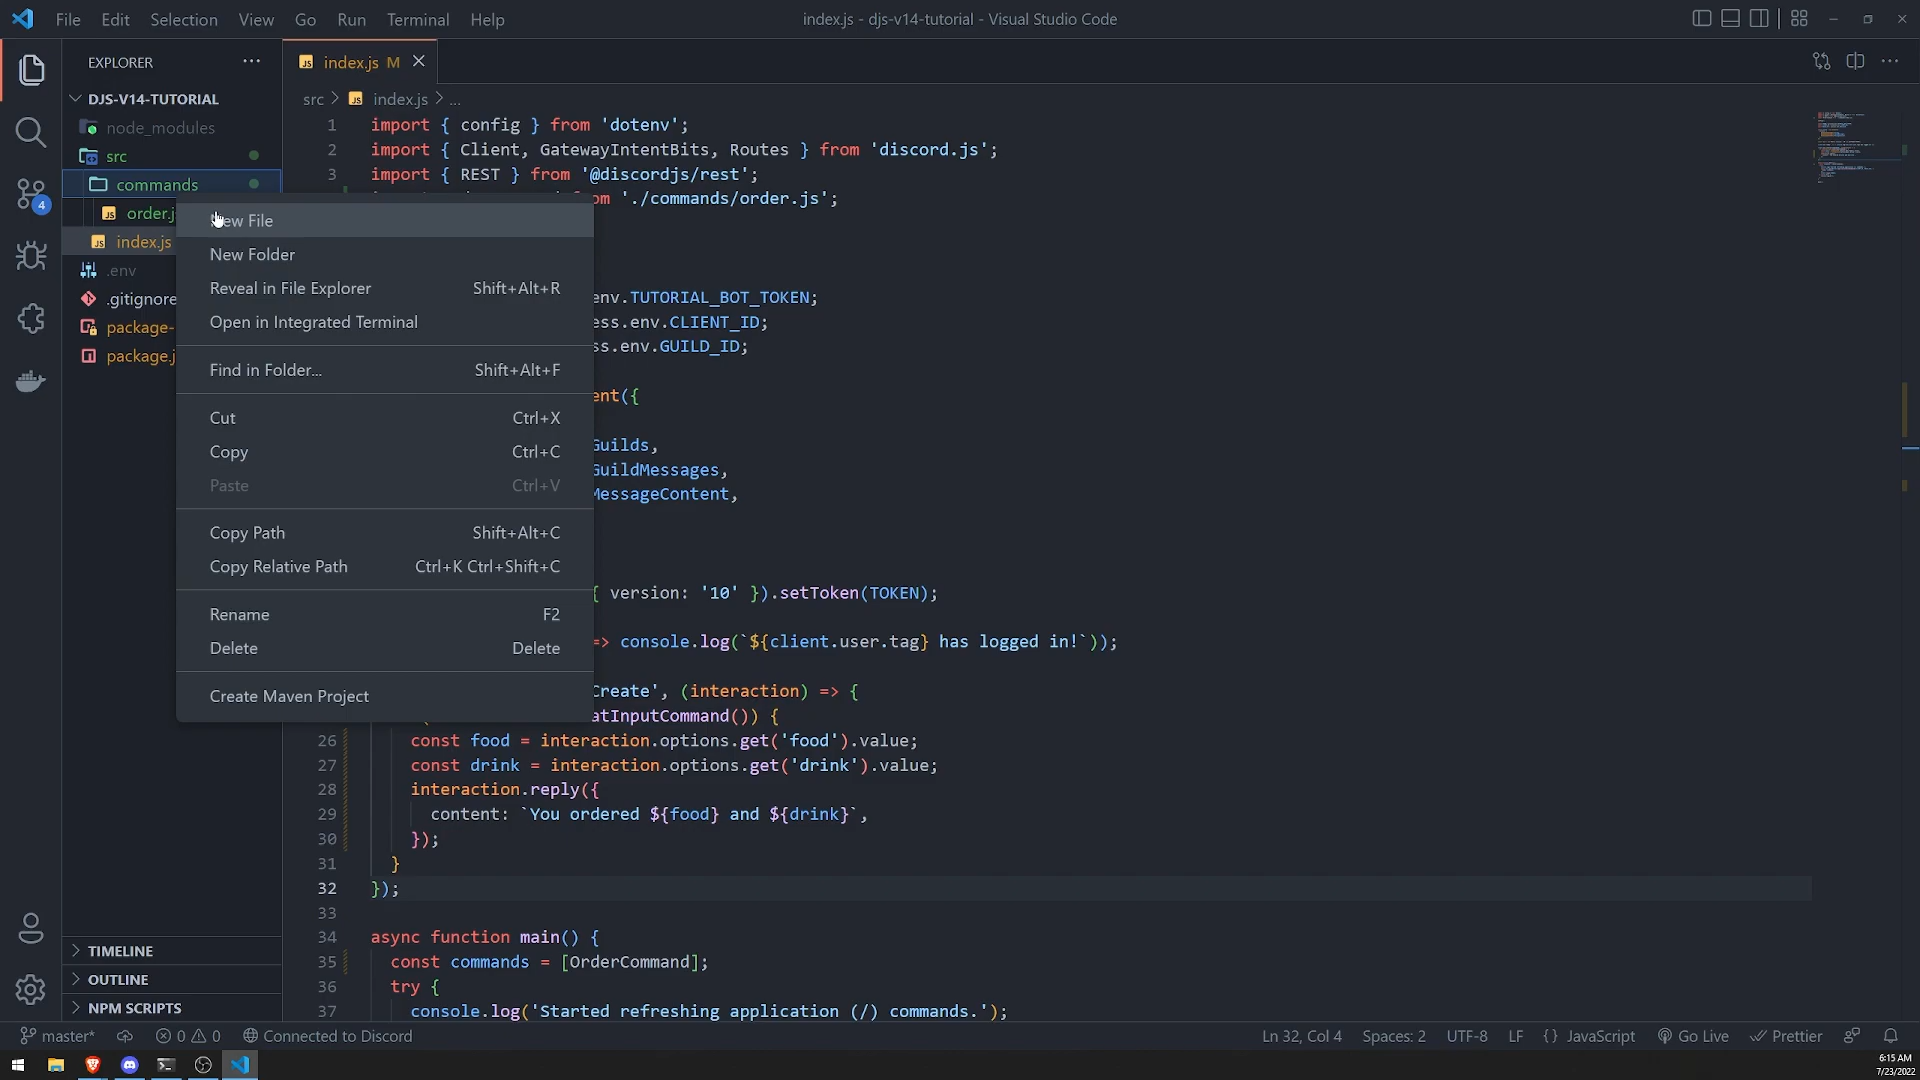 File Edit Selection View Go Run Terminal Help
index.js - djs-v14-tutorial - Visual Studio Code
EXPLORER
DJS-V14-TUTORIAL
node_modules
src
commands
order.j
index.js
.env
.gitignore
package-
package.j
4
TIMELINE
OUTLINE
NPM SCRIPTS
index.js M
src > index.js > ...
1 import { config } from 'dotenv';
2 import { Client, GatewayIntentBits, Routes } from 'discord.js';
3 import { REST } from '@discordjs/rest';
om './commands/order.js';
env.TUTORIAL_BOT_TOKEN;
ess.env.CLIENT_ID;
ss.env.GUILD_ID;
ent({
Guilds,
GuildMessages,
MessageContent,
{ version: '10' }).setToken(TOKEN);
=> console.log(`${client.user.tag} has logged in!`));
Create', (interaction) => {
atInputCommand()) {
26 const food = interaction.options.get('food').value;
27 const drink = interaction.options.get('drink').value;
28 interaction.reply({
29 content: `You ordered ${food} and ${drink}`,
30 });
31 }
32 });
33
34 async function main() {
35 const commands = [OrderCommand];
36 try {
37 console.log('Started refreshing application (/) commands.');
New File
New Folder
Reveal in File Explorer Shift+Alt+R
Open in Integrated Terminal
Find in Folder... Shift+Alt+F
Cut Ctrl+X
Copy Ctrl+C
Paste Ctrl+V
Copy Path Shift+Alt+C
Copy Relative Path Ctrl+K Ctrl+Shift+C
Rename F2
Delete Delete
Create Maven Project
master* 0 0 Connected to Discord
Ln 32, Col 4 Spaces: 2 UTF-8 LF {} JavaScript Go Live Prettier
6:15 AM
7/23/2022